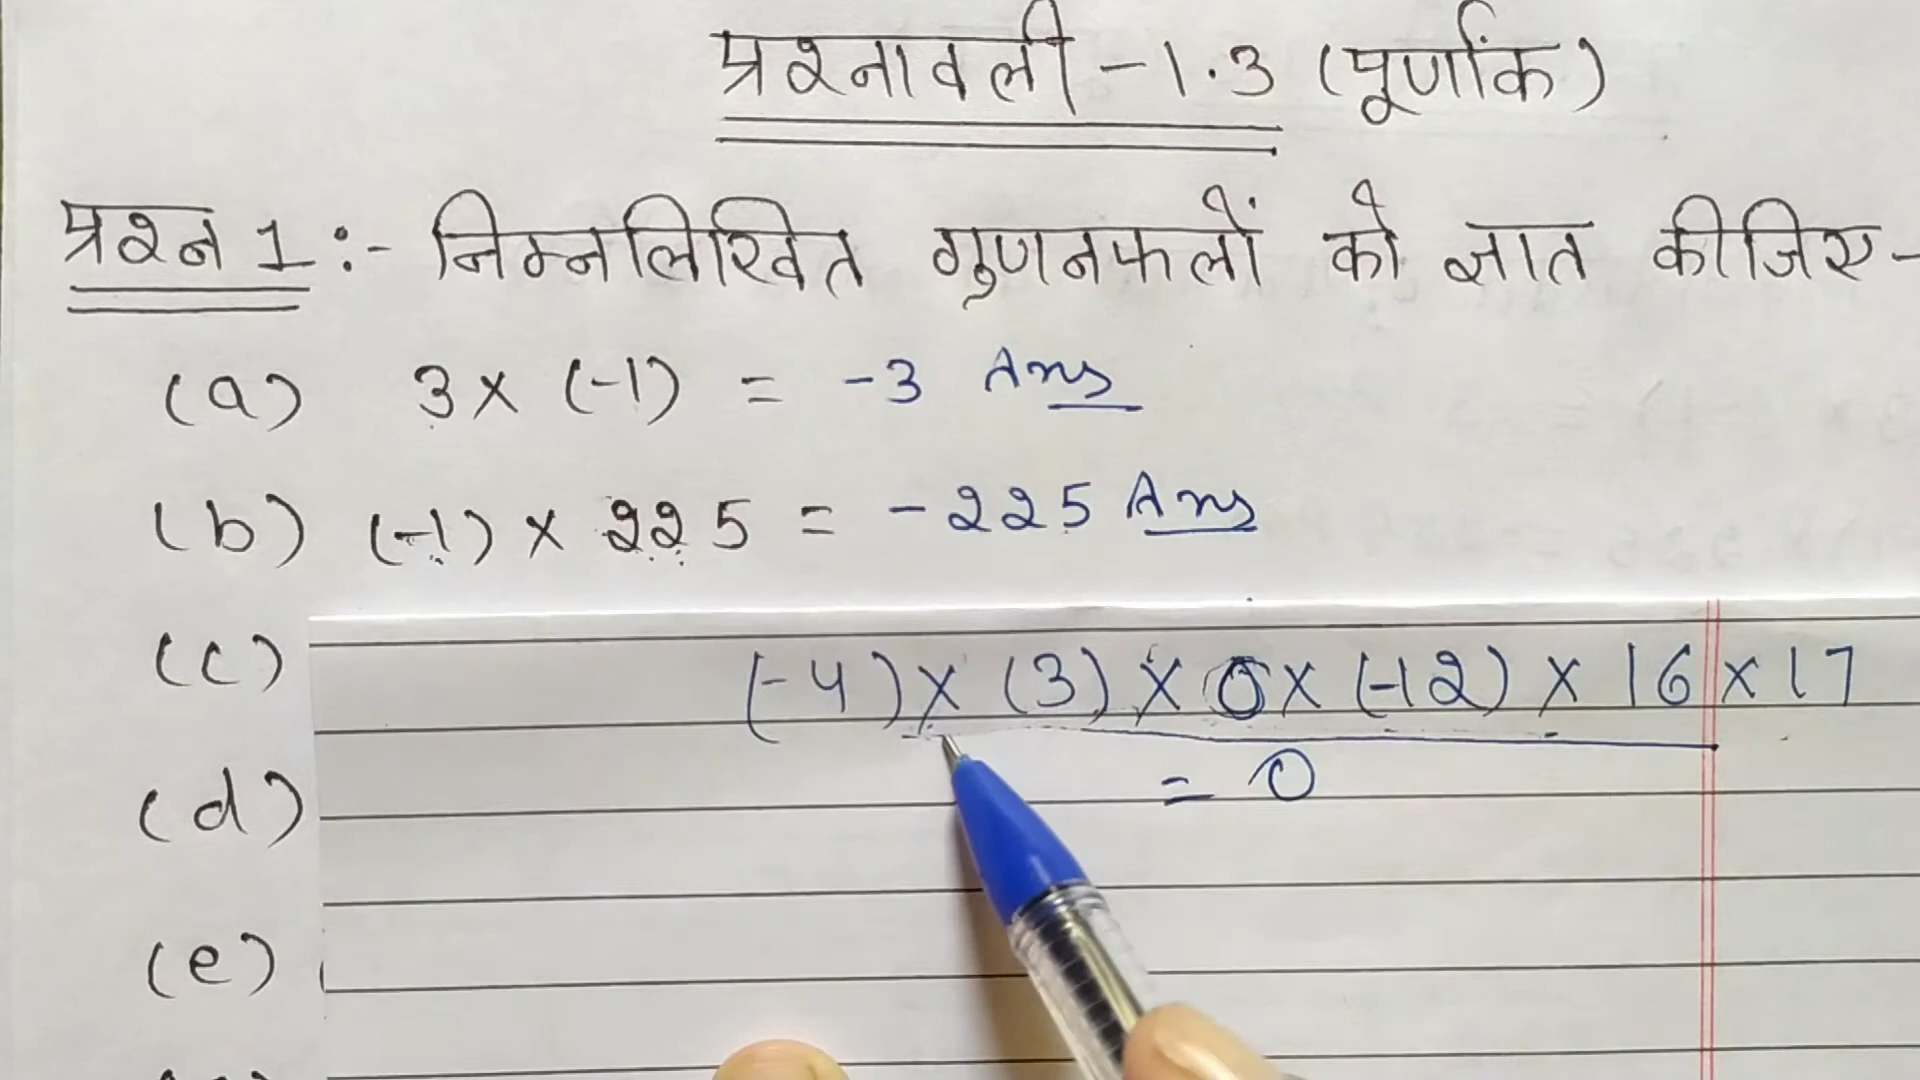 प्रश्नावली - 1.3 (पूर्णांक)
प्रश्न 1 :- निम्नलिखित गुणनफलों को ज्ञात कीजिए -
(a) 3 × (-1) = -3 Ans
(b) (-1) × 225 = -225 Ans
(c)
(-4) × (3) × 0 × (-12) × 16 × 17
= 0
(d)
(e)